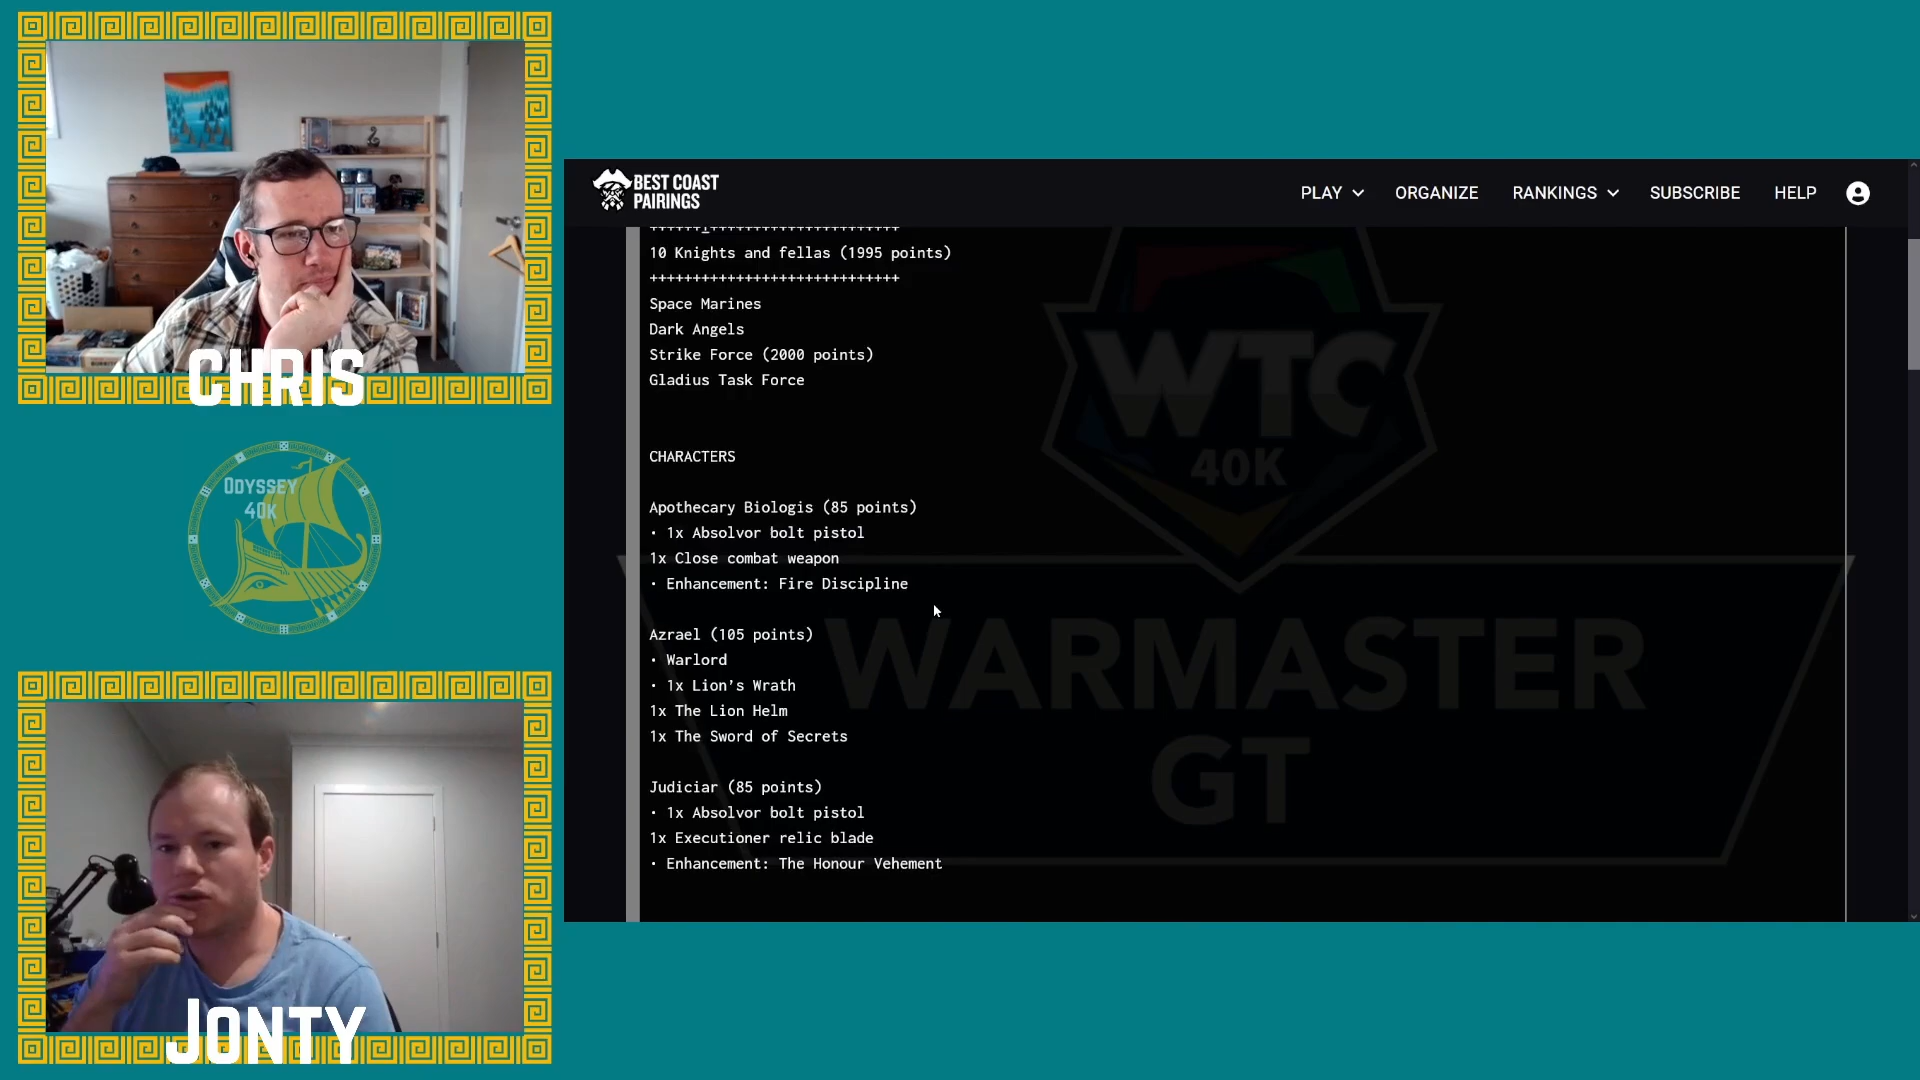 CHRIS
ODYSSEY
40K
JONTY
BEST COAST
PAIRINGS
PLAY
ORGANIZE
RANKINGS
SUBSCRIBE
HELP
10 Knights and fellas (1995 points)
+++++++++++++++++++++++++++++
Space Marines
Dark Angels
Strike Force (2000 points)
Gladius Task Force
CHARACTERS
Apothecary Biologis (85 points)
• 1x Absolvor bolt pistol
1x Close combat weapon
• Enhancement: Fire Discipline
Azrael (105 points)
• Warlord
• 1x Lion's Wrath
1x The Lion Helm
1x The Sword of Secrets
Judiciar (85 points)
• 1x Absolvor bolt pistol
1x Executioner relic blade
• Enhancement: The Honour Vehement
WTC
40K
WARMASTER
GT